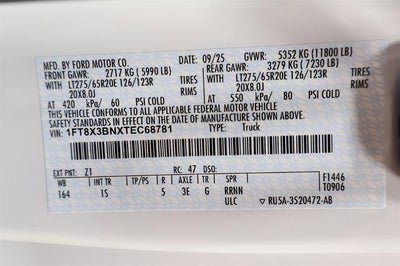 MFD. BY FORD MOTOR CO. 09/25 GVWR: 5352 KG (11800 LB)
FRONT GAWR: 2717 KG ( 5990 LB) REAR GAWR: 3279 KG ( 7230 LB)
WITH LT275/65R20E 126/123R WITH LT275/65R20E 126/123R
20X8.0J 20X8.0J
AT 420 kPa/ 60 PSI COLD AT 550 kPa/ 80 PSI COLD
THIS VEHICLE CONFORMS TO ALL APPLICABLE FEDERAL MOTOR VEHICLE
SAFETY STANDARDS IN EFFECT ON THE DATE OF MANUFACTURE SHOWN ABOVE.
VIN: 1FT8X3BNXTEC68781 TYPE: Truck
EXT PNT: Z1 RC: 47 DSO: F1446
WB INT TR TP/PS R AXLE TR SPR T0906
164 1S 5 3E G RRNN
ULC RU5A-3520472-AB